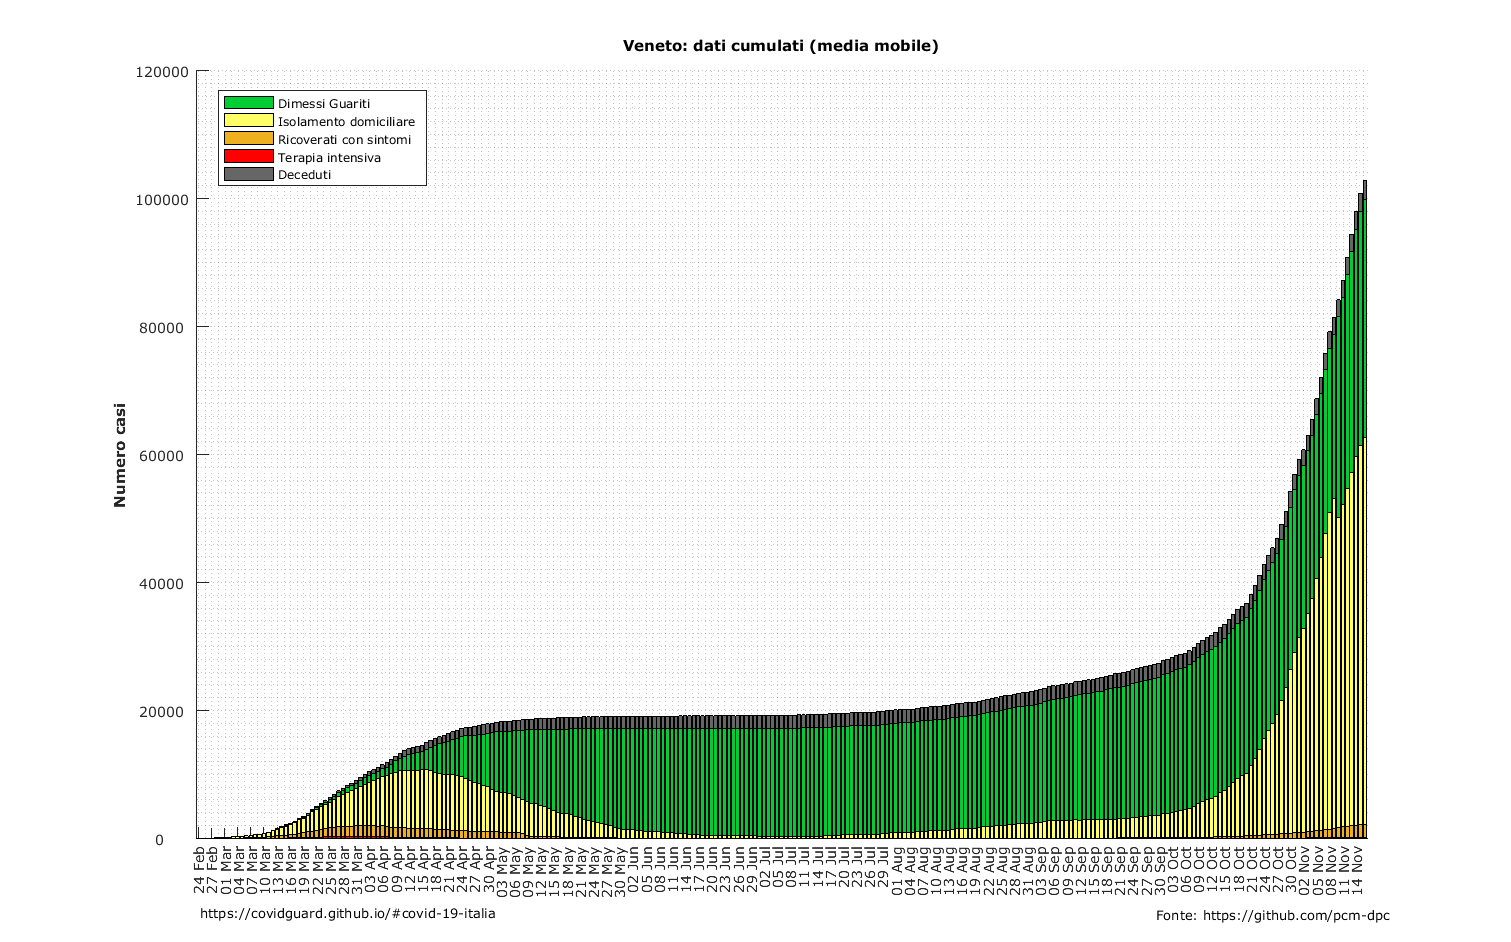 Veneto: dati cumulati (media mobile)
120000
100000
80000
60000
40000
20000
0
Numero casi
Dimessi Guariti
Isolamento domiciliare
Ricoverati con sintomi
Terapia intensiva
Deceduti
24 Feb
27 Feb
01 Mar
04 Mar
07 Mar
10 Mar
13 Mar
16 Mar
19 Mar
22 Mar
25 Mar
28 Mar
31 Mar
03 Apr
06 Apr
09 Apr
12 Apr
15 Apr
18 Apr
21 Apr
24 Apr
27 Apr
30 Apr
03 May
06 May
09 May
12 May
15 May
18 May
21 May
24 May
27 May
30 May
02 Jun
05 Jun
08 Jun
11 Jun
14 Jun
17 Jun
20 Jun
23 Jun
26 Jun
29 Jun
02 Jul
05 Jul
08 Jul
11 Jul
14 Jul
17 Jul
20 Jul
23 Jul
26 Jul
29 Jul
01 Aug
04 Aug
07 Aug
10 Aug
13 Aug
16 Aug
19 Aug
22 Aug
25 Aug
28 Aug
31 Aug
03 Sep
06 Sep
09 Sep
12 Sep
15 Sep
18 Sep
21 Sep
24 Sep
27 Sep
30 Sep
03 Oct
06 Oct
09 Oct
12 Oct
15 Oct
18 Oct
21 Oct
24 Oct
27 Oct
30 Oct
02 Nov
05 Nov
08 Nov
11 Nov
14 Nov
https://covidguard.github.io/#covid-19-italia
Fonte: https://github.com/pcm-dpc